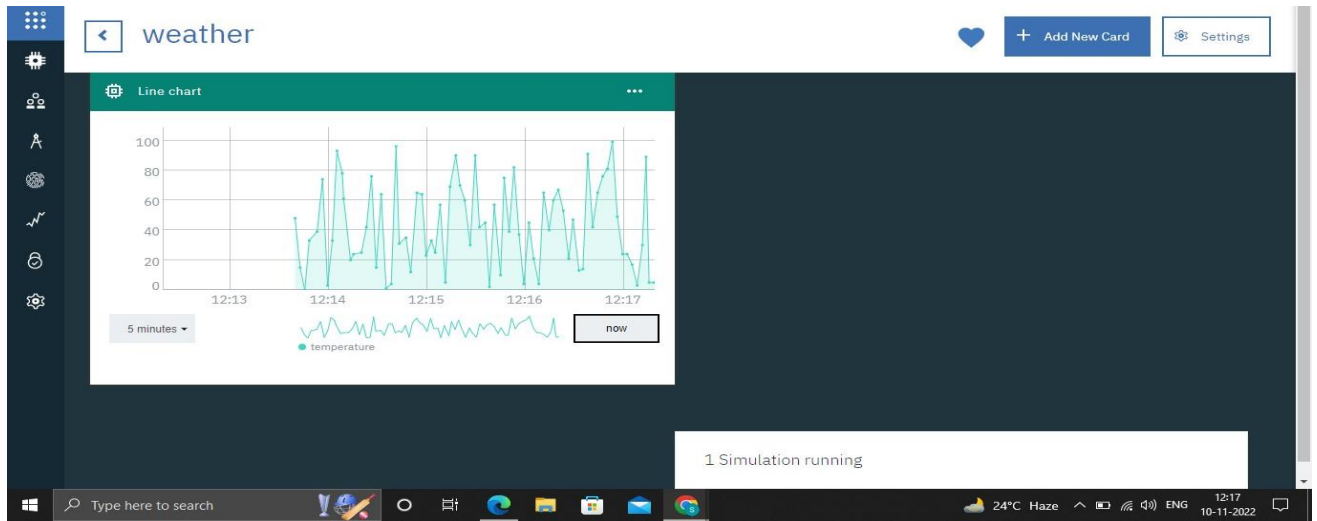 weather
+ Add New Card
Settings
Line chart
100
80
60
40
20
0
12:13 12:14 12:15 12:16 12:17
5 minutes
now
temperature
1 Simulation running
Type here to search
24°C Haze
ENG
12:17
10-11-2022